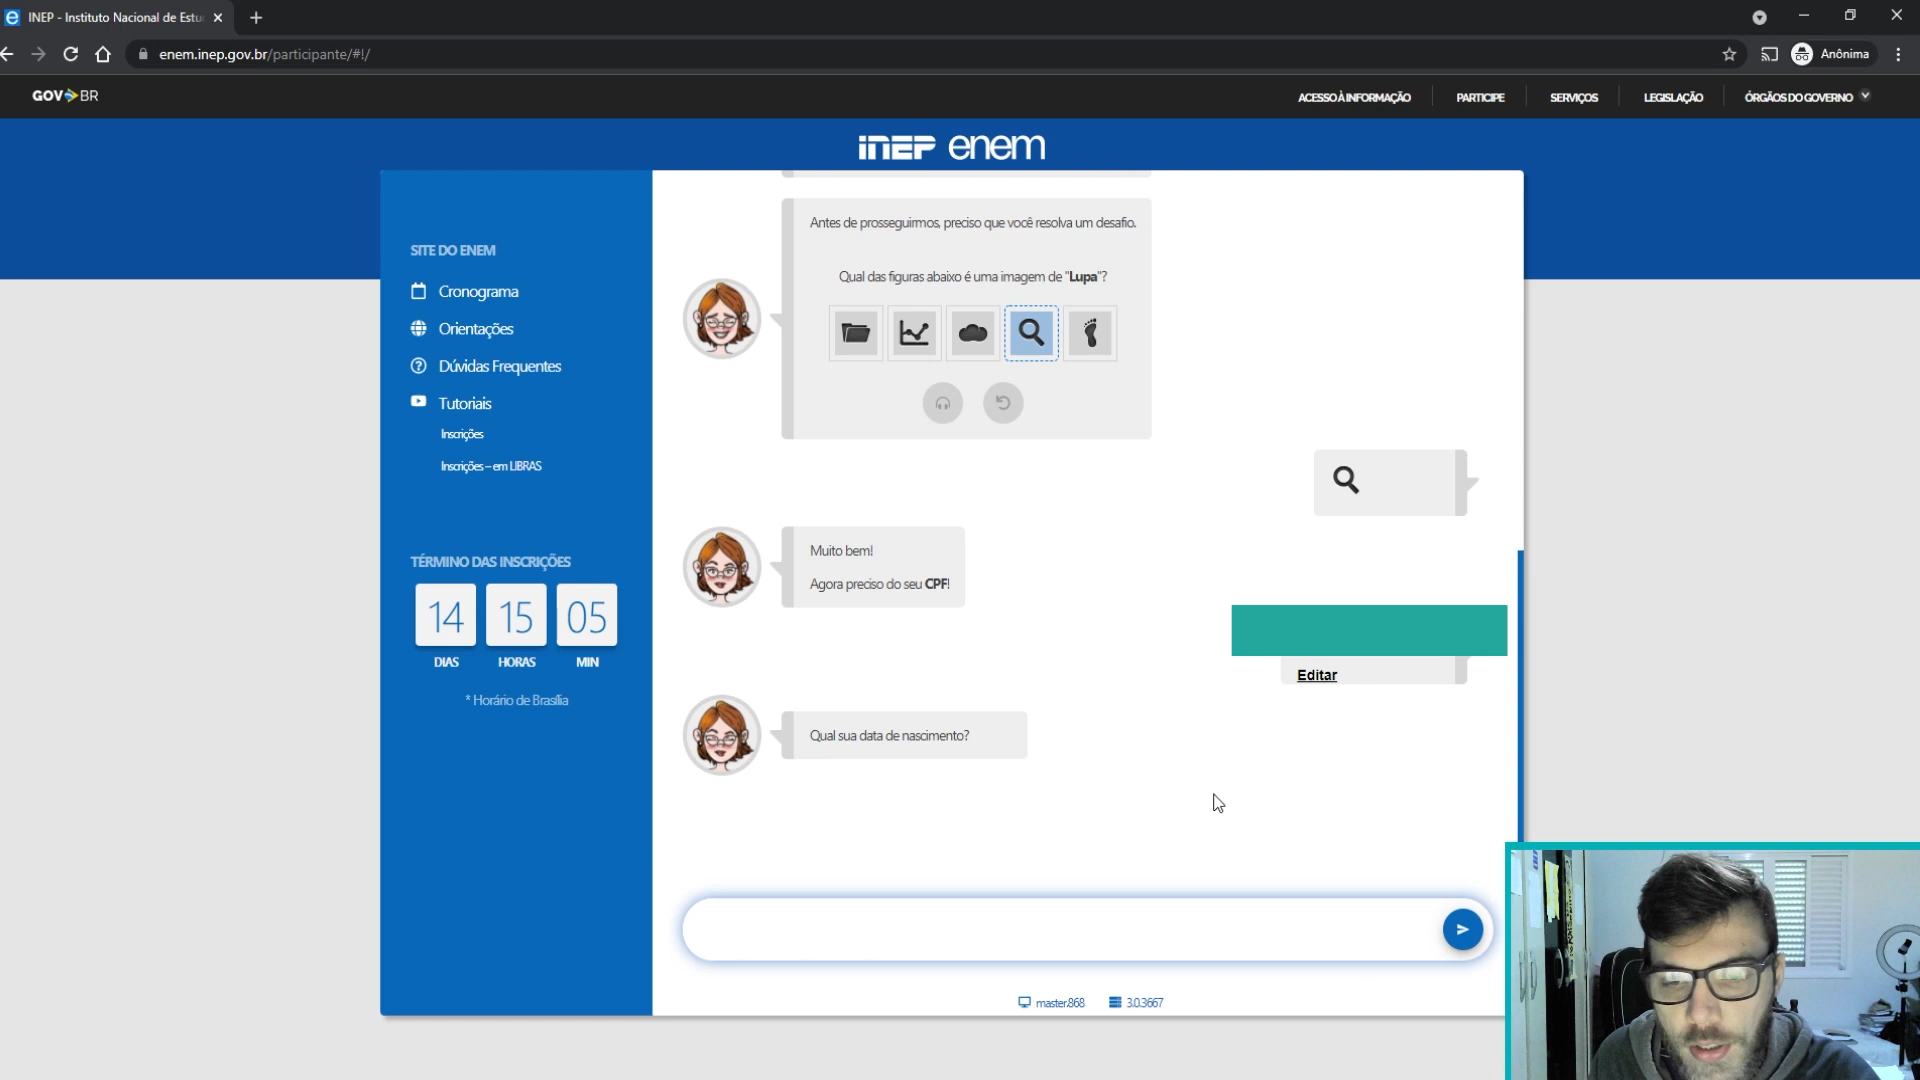 INEP - Instituto Nacional de Estu
enem.inep.gov.br/participante/#!/
Anônima
GOV BR
ACESSO À INFORMAÇÃO
PARTICIPE
SERVIÇOS
LEGISLAÇÃO
ÓRGÃOS DO GOVERNO
INEP enem
SITE DO ENEM
Cronograma
Orientações
Dúvidas Frequentes
Tutoriais
Inscrições
Inscrições – em LIBRAS
TÉRMINO DAS INSCRIÇÕES
14 15 05
DIAS HORAS MIN
* Horário de Brasília
Antes de prosseguirmos, preciso que você resolva um desafio.
Qual das figuras abaixo é uma imagem de "Lupa"?
Muito bem!
Agora preciso do seu CPF!
Editar
Qual sua data de nascimento?
master.868
3.0.3667